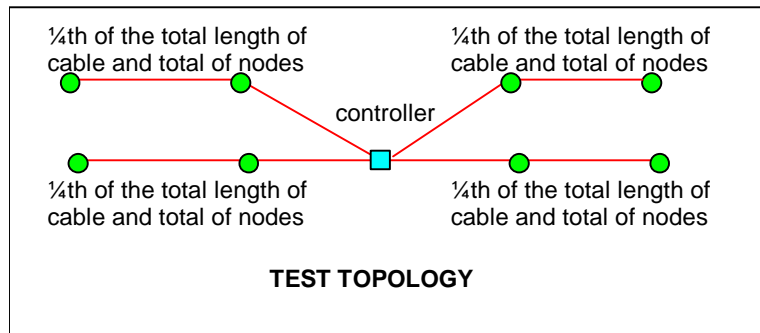 ¼th of the total length of
cable and total of nodes
¼th of the total length of
cable and total of nodes
controller
¼th of the total length of
cable and total of nodes
¼th of the total length of
cable and total of nodes
TEST TOPOLOGY